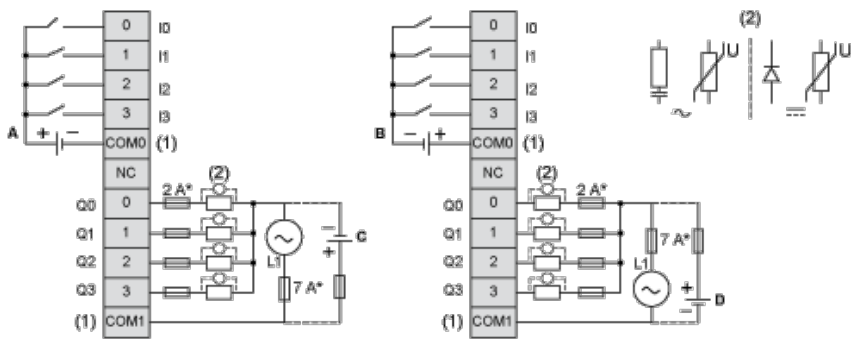 0 I0
1 I1
2 I2
3 I3
A + − COM0 (1)
NC
(2)
Q0 0 2 A*
Q1 1
Q2 2
Q3 3
L1 7 A*
− + C
(1) COM1
0 I0
1 I1
2 I2
3 I3
B − + COM0 (1)
NC
(2)
Q0 0 2 A*
Q1 1
Q2 2
Q3 3
7 A*
L1
+ − D
(1) COM1
(2)
U U